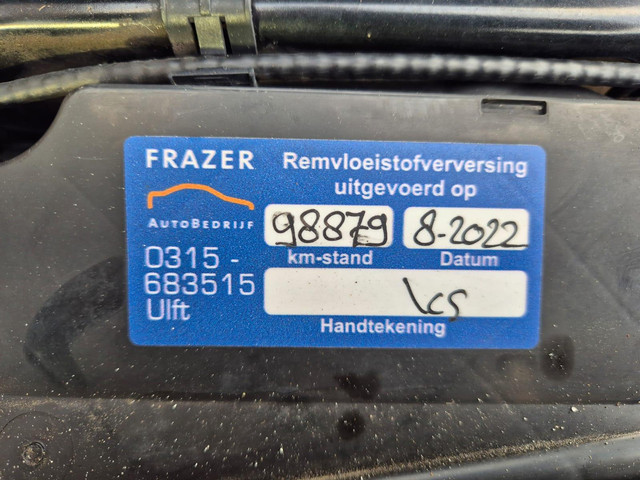 FRAZER
AUTOBEDRIJF
0315 -
683515
Ulft
Remvloeistofverversing
uitgevoerd op
98879 8-2022
km-stand Datum
Handtekening